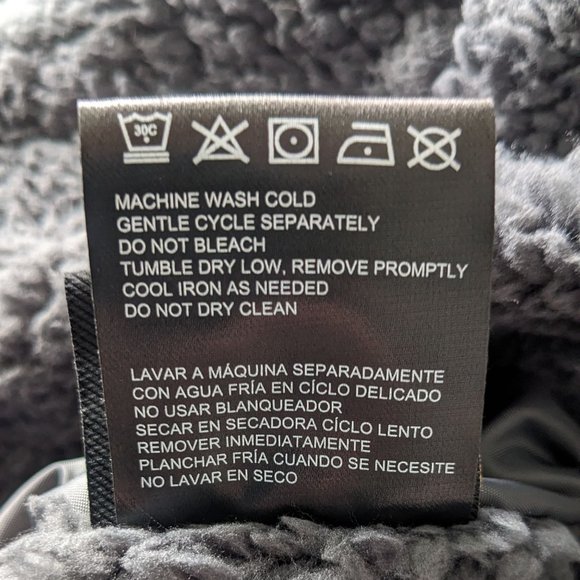 30C
MACHINE WASH COLD
GENTLE CYCLE SEPARATELY
DO NOT BLEACH
TUMBLE DRY LOW, REMOVE PROMPTLY
COOL IRON AS NEEDED
DO NOT DRY CLEAN
LAVAR A MÁQUINA SEPARADAMENTE
CON AGUA FRÍA EN CÍCLO DELICADO
NO USAR BLANQUEADOR
SECAR EN SECADORA CÍCLO LENTO
REMOVER INMEDIATAMENTE
PLANCHAR FRÍA CUANDO SE NECESITE
NO LAVAR EN SECO